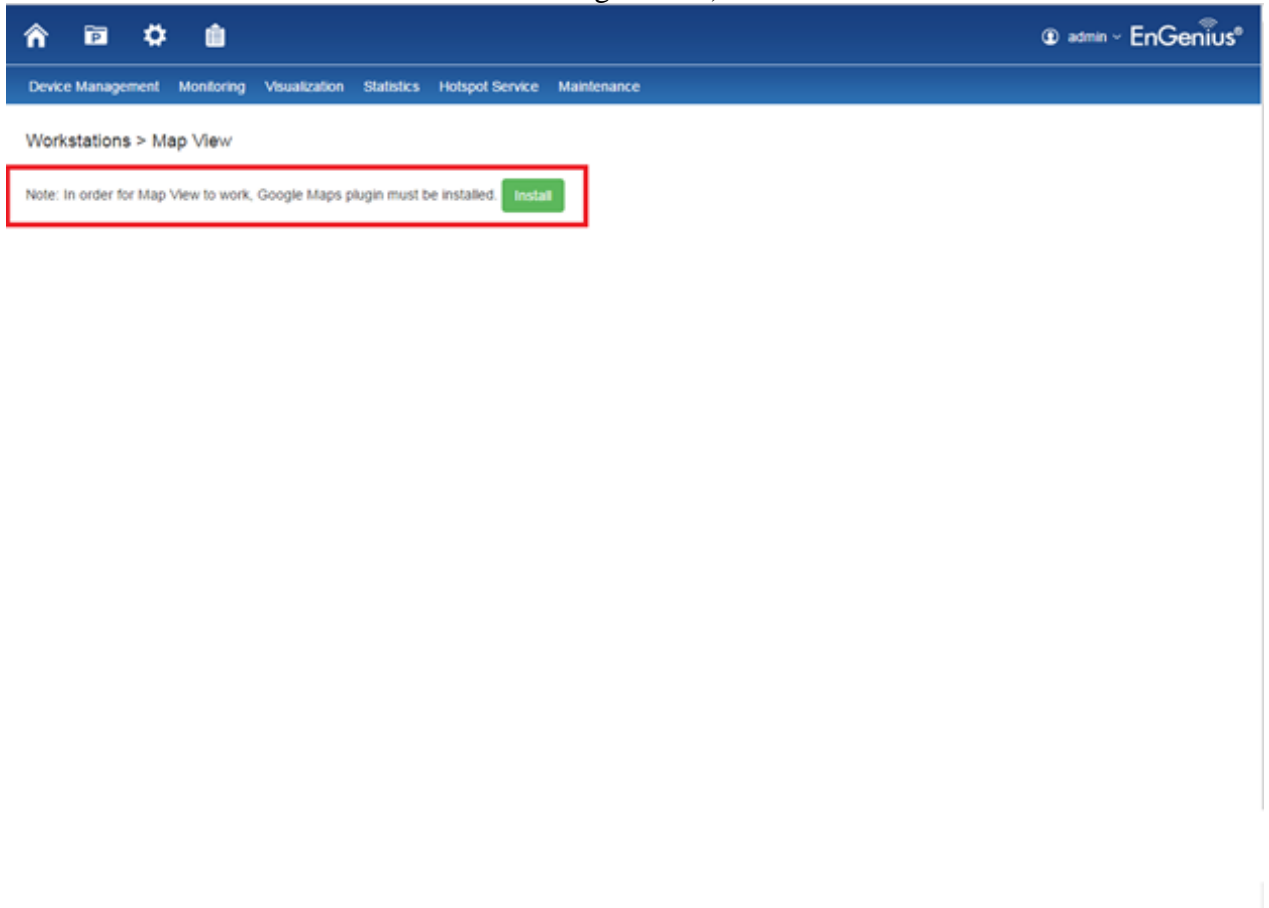 admin EnGenius®
Device Management Monitoring Visualization Statistics Hotspot Service Maintenance
Workstations > Map View
Note: In order for Map View to work, Google Maps plugin must be installed. Install